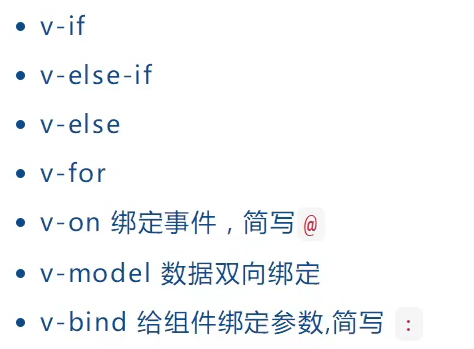 • v-if
• v-else-if
• v-else
• v-for
• v-on 绑定事件，简写@
• v-model 数据双向绑定
• v-bind 给组件绑定参数,简写 :